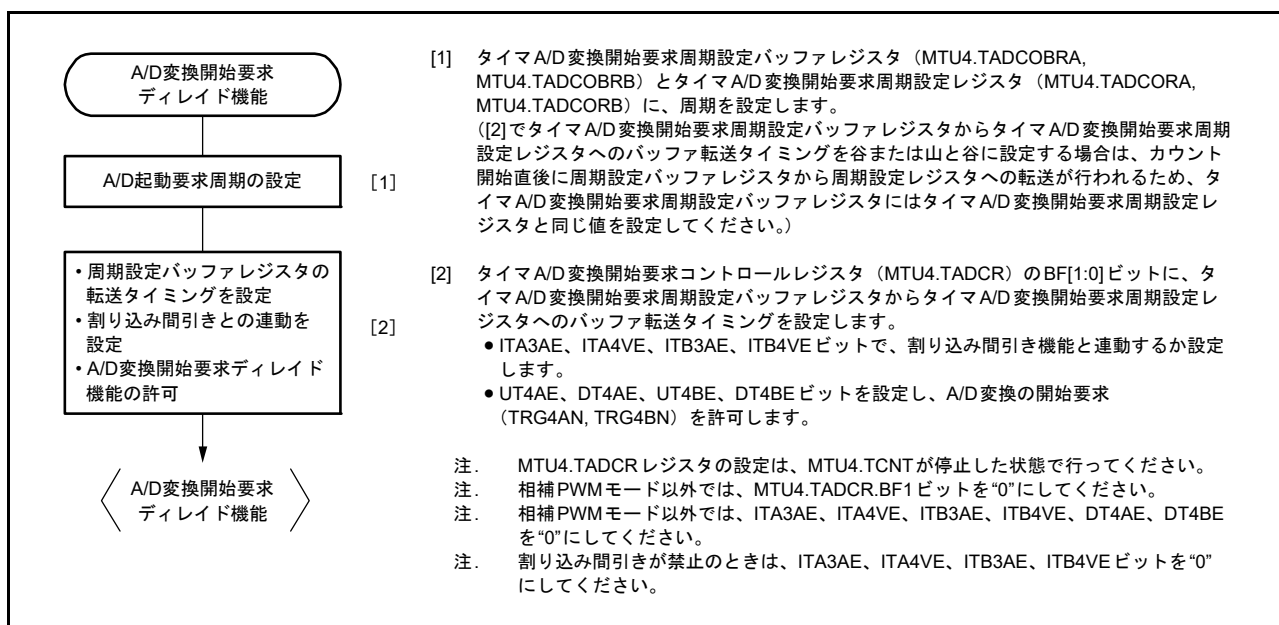 A/D変換開始要求
ディレイド機能
A/D起動要求周期の設定
[1]
• 周期設定バッファレジスタの
転送タイミングを設定
• 割り込み間引きとの連動を
設定
• A/D変換開始要求ディレイド
機能の許可
[2]
A/D変換開始要求
ディレイド機能
[1] タイマA/D変換開始要求周期設定バッファレジスタ（MTU4.TADCOBRA,
MTU4.TADCOBRB）とタイマA/D変換開始要求周期設定レジスタ（MTU4.TADCORA,
MTU4.TADCORB）に、周期を設定します。
（[2]でタイマA/D変換開始要求周期設定バッファレジスタからタイマA/D変換開始要求周期
設定レジスタへのバッファ転送タイミングを谷または山と谷に設定する場合は、カウント
開始直後に周期設定バッファレジスタから周期設定レジスタへの転送が行われるため、タ
イマA/D変換開始要求周期設定バッファレジスタにはタイマA/D変換開始要求周期設定レ
ジスタと同じ値を設定してください。）
[2] タイマA/D変換開始要求コントロールレジスタ（MTU4.TADCR）のBF[1:0]ビットに、タ
イマA/D変換開始要求周期設定バッファレジスタからタイマA/D変換開始要求周期設定レ
ジスタへのバッファ転送タイミングを設定します。
● ITA3AE、ITA4VE、ITB3AE、ITB4VEビットで、割り込み間引き機能と連動するか設定
します。
● UT4AE、DT4AE、UT4BE、DT4BEビットを設定し、A/D変換の開始要求
（TRG4AN, TRG4BN）を許可します。
注. MTU4.TADCRレジスタの設定は、MTU4.TCNTが停止した状態で行ってください。
注. 相補PWMモード以外では、MTU4.TADCR.BF1ビットを“0”にしてください。
注. 相補PWMモード以外では、ITA3AE、ITA4VE、ITB3AE、ITB4VE、DT4AE、DT4BE
を“0”にしてください。
注. 割り込み間引きが禁止のときは、ITA3AE、ITA4VE、ITB3AE、ITB4VEビットを“0”
にしてください。